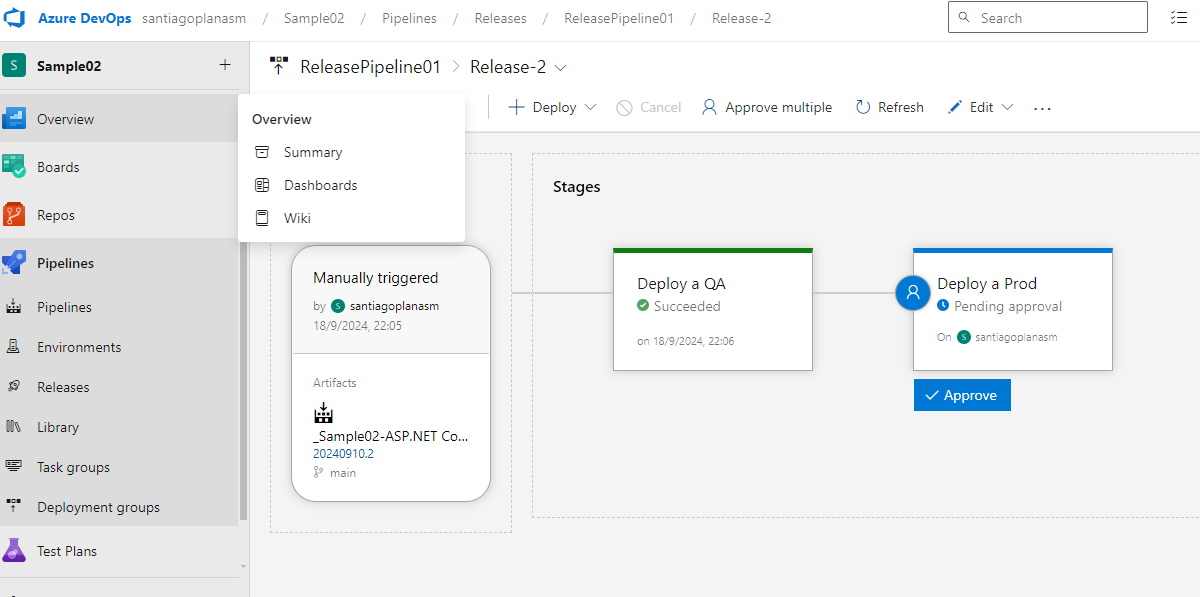 Azure DevOps santiagoplanasm / Sample02 / Pipelines / Releases / ReleasePipeline01 / Release-2
Search
S Sample02 +
ReleasePipeline01 > Release-2
Deploy Cancel Approve multiple Refresh Edit ...
Overview
Boards
Repos
Pipelines
Pipelines
Environments
Releases
Library
Task groups
Deployment groups
Test Plans
Overview
Summary
Dashboards
Wiki
Manually triggered
by S santiagoplanasm
18/9/2024, 22:05
Artifacts
_Sample02-ASP.NET Co...
20240910.2
main
Stages
Deploy a QA
Succeeded
on 18/9/2024, 22:06
Deploy a Prod
Pending approval
On S santiagoplanasm
Approve